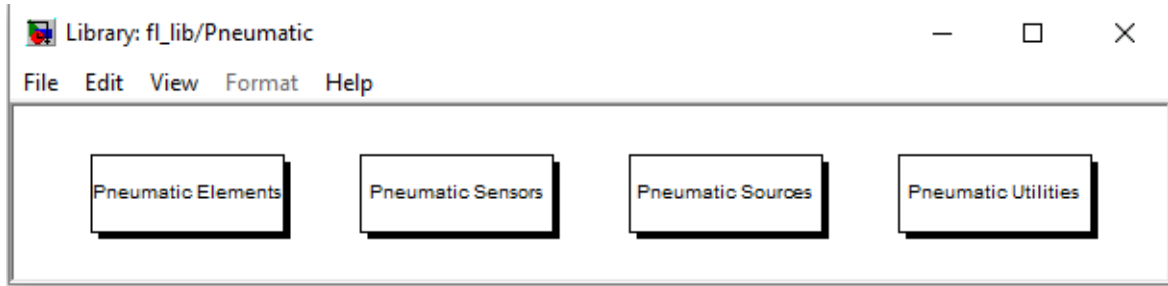 Library: fl_lib/Pneumatic
File Edit View Format Help
Pneumatic Elements Pneumatic Sensors Pneumatic Sources Pneumatic Utilities